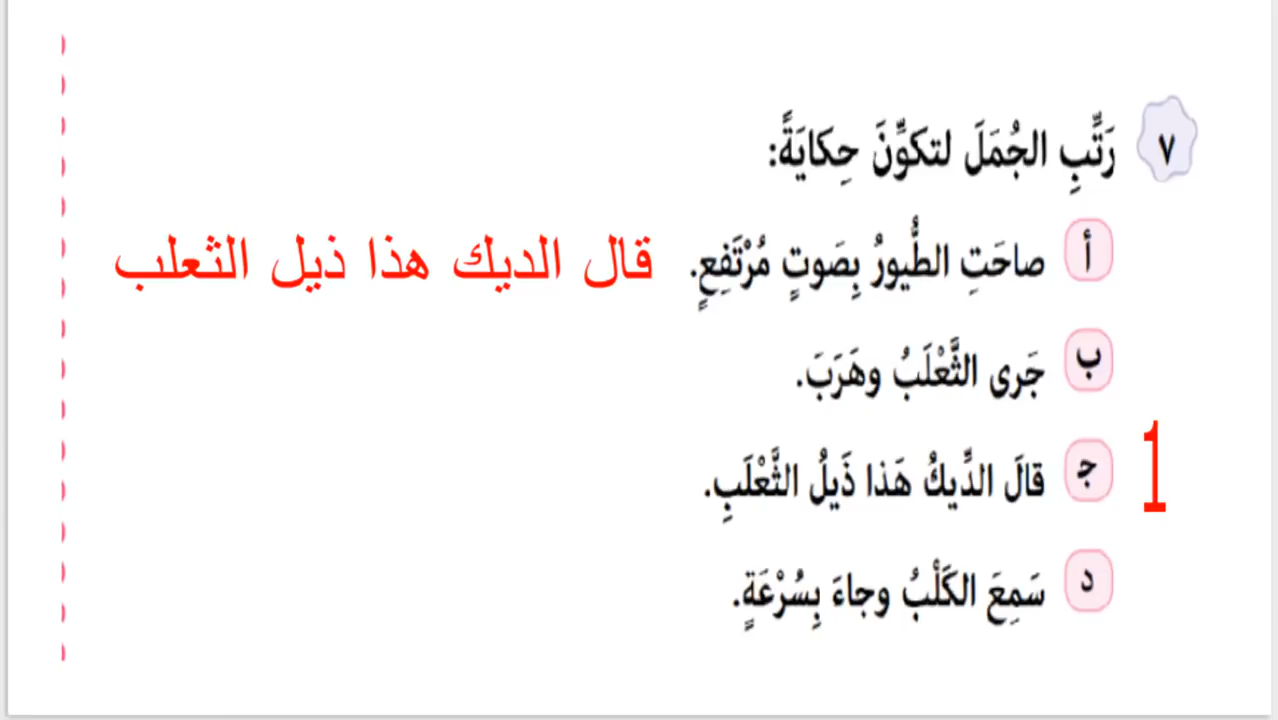 ٧ رَتِّبِ الجُمَلَ لتكوِّنَ حِكايَةً:
أ صاحَتِ الطُّيورُ بِصَوتٍ مُرْتَفِعٍ. قال الديك هذا ذيل الثعلب
ب جَرى الثَّعْلَبُ وهَرَبَ.
1 جـ قالَ الدِّيكُ هَذا ذَيلُ الثَّعْلَبِ.
د سَمِعَ الكَلْبُ وجاءَ بِسُرْعَةٍ.